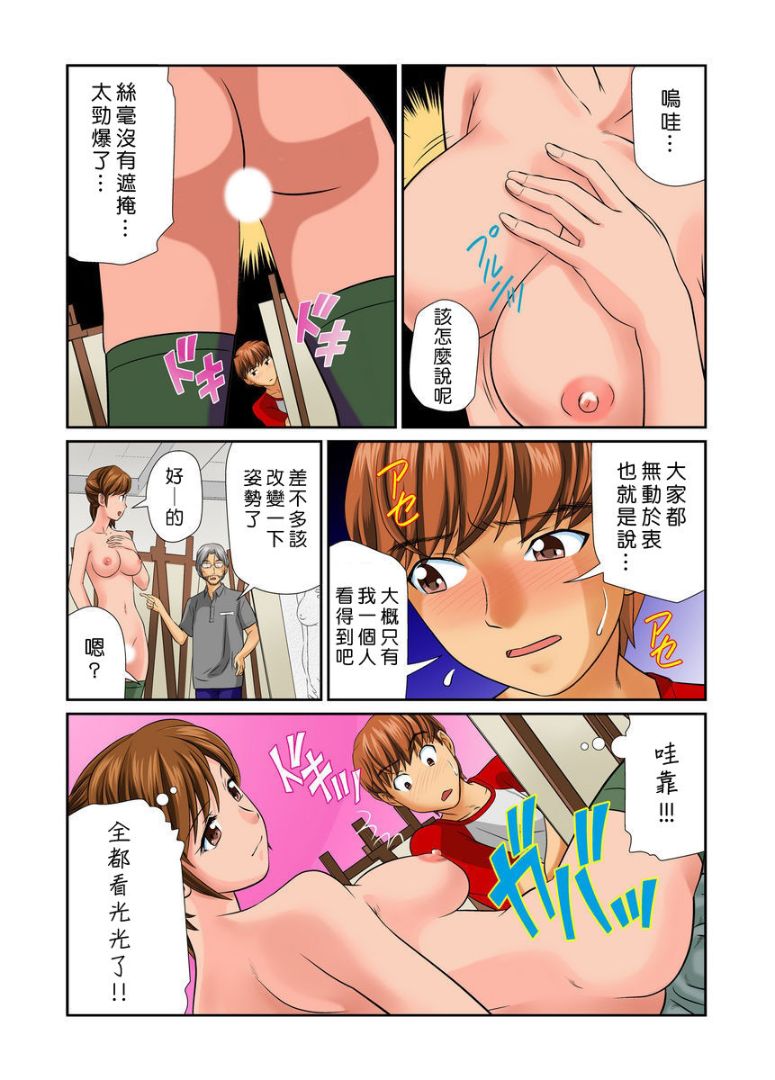 嗚哇…
プルリッ
該怎麼說呢
絲毫沒有遮掩…
太勁爆了…
ドキ
ドキ
大家都
無動於衷
也就是說…
アセ
アセ
大概只有
我一個人
看得到吧
差不多該
改變一下
姿勢了
好—的
嗯？
哇靠!!!
ドキッ
ガバッ
全都看光光了!!